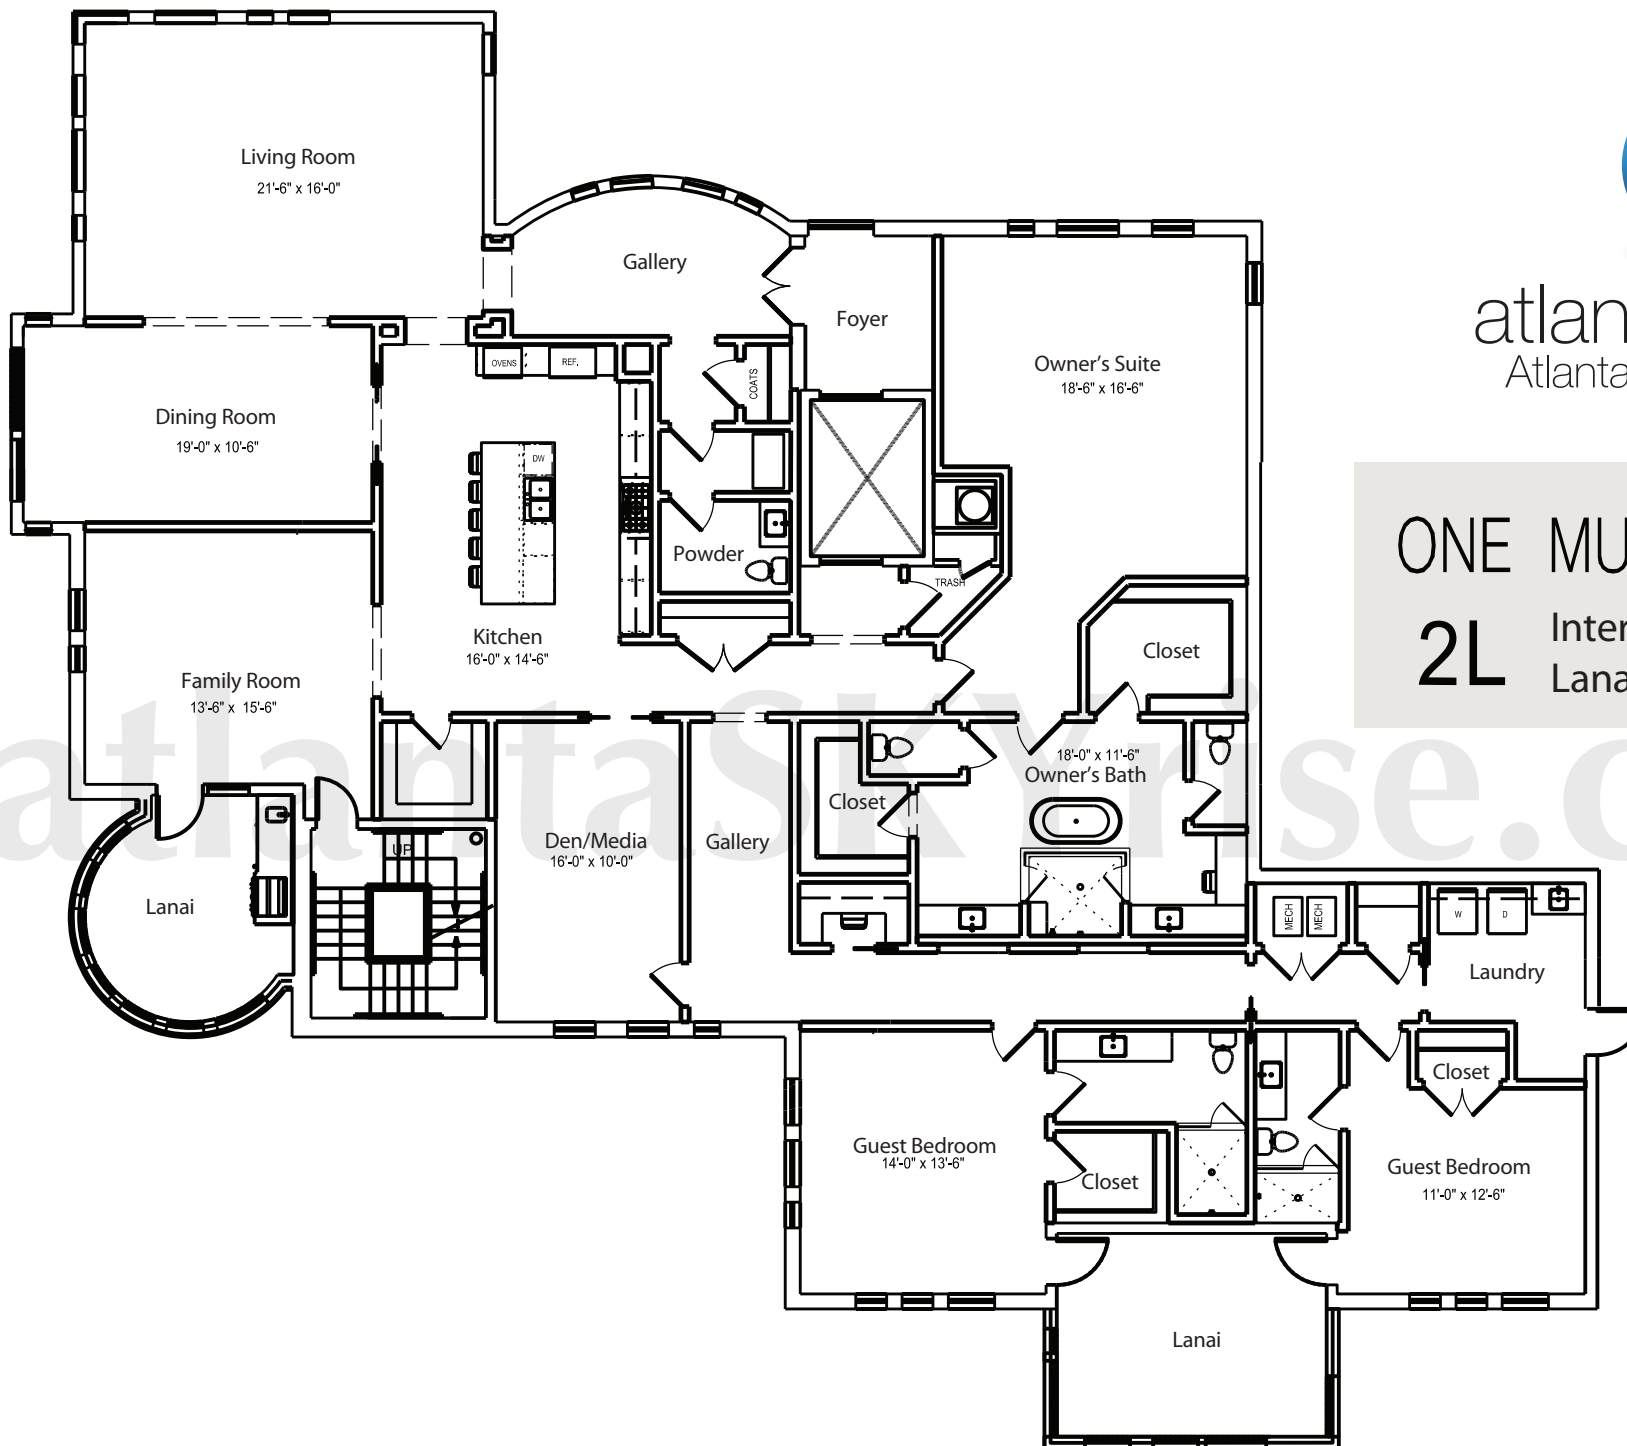 Living Room
21'-6" x 16'-0"
Gallery
Foyer
Owner's Suite
18'-6" x 16'-6"
atlan
Atlanta
OVENS
REF.
COATS
Dining Room
19'-0" x 10'-6"
DW
ONE MU
2L
Inter
Lana
Powder
TRASH
Kitchen
16'-0" x 14'-6"
Closet
Family Room
13'-6" x 15'-6"
atlantaSKYrise.c
18'-0" x 11'-6"
Owner's Bath
Closet
Den/Media
16'-0" x 10'-0"
Gallery
UP
Lanai
MECH
MECH
W
D
Laundry
Closet
Guest Bedroom
14'-0" x 13'-6"
Closet
Guest Bedroom
11'-0" x 12'-6"
Lanai